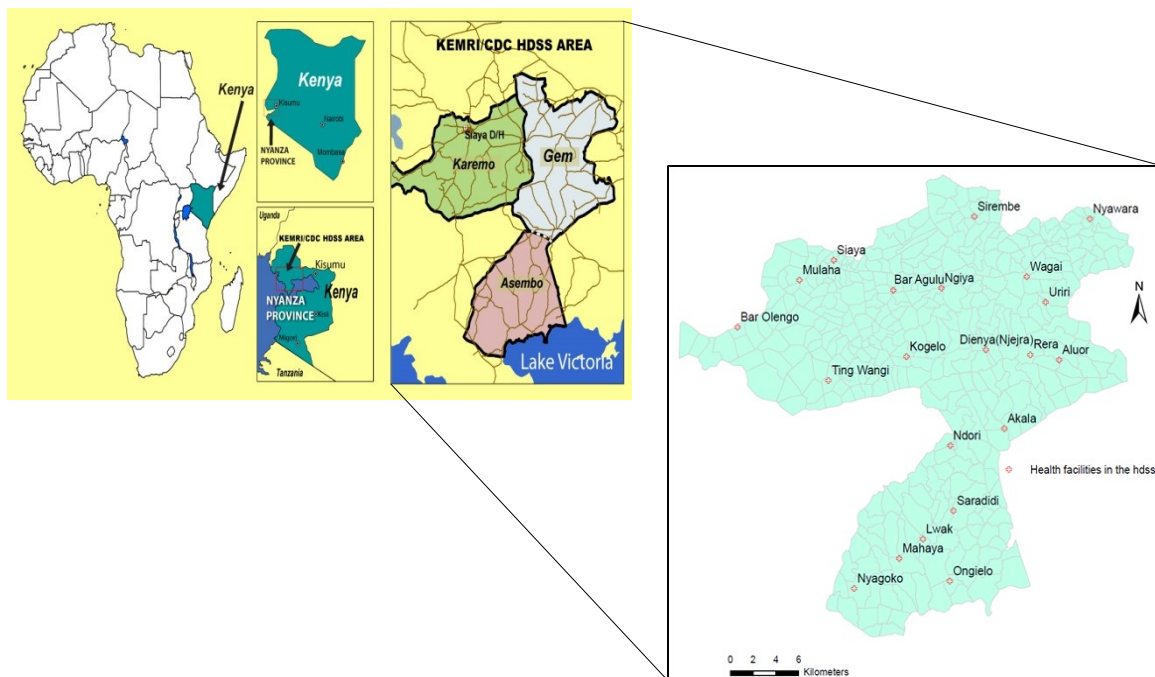 Kenya
Kenya
Kisumu
Nairobi
NYANZA
PROVINCE
Mombasa
Uganda
KEMRI/CDC HDSS AREA
Kisumu
Kenya
NYANZA
PROVINCE
Kisii
Migori
Tanzania
KEMRI/CDC HDSS AREA
Siaya D/H
Karemo
Gem
Asembo
Lake Victoria
Sirembe
Nyawara
Siaya
Mulaha
Wagai
Bar Agulu
Ngiya
Uriri
N
Bar Olengo
Dienya(Njejra)
Rera
Aluor
Kogelo
Ting Wangi
Akala
Ndori
Health facilities in the hdss
Saradidi
Lwak
Mahaya
Nyagoko
Ongielo
0 2 4 6
Kilometers